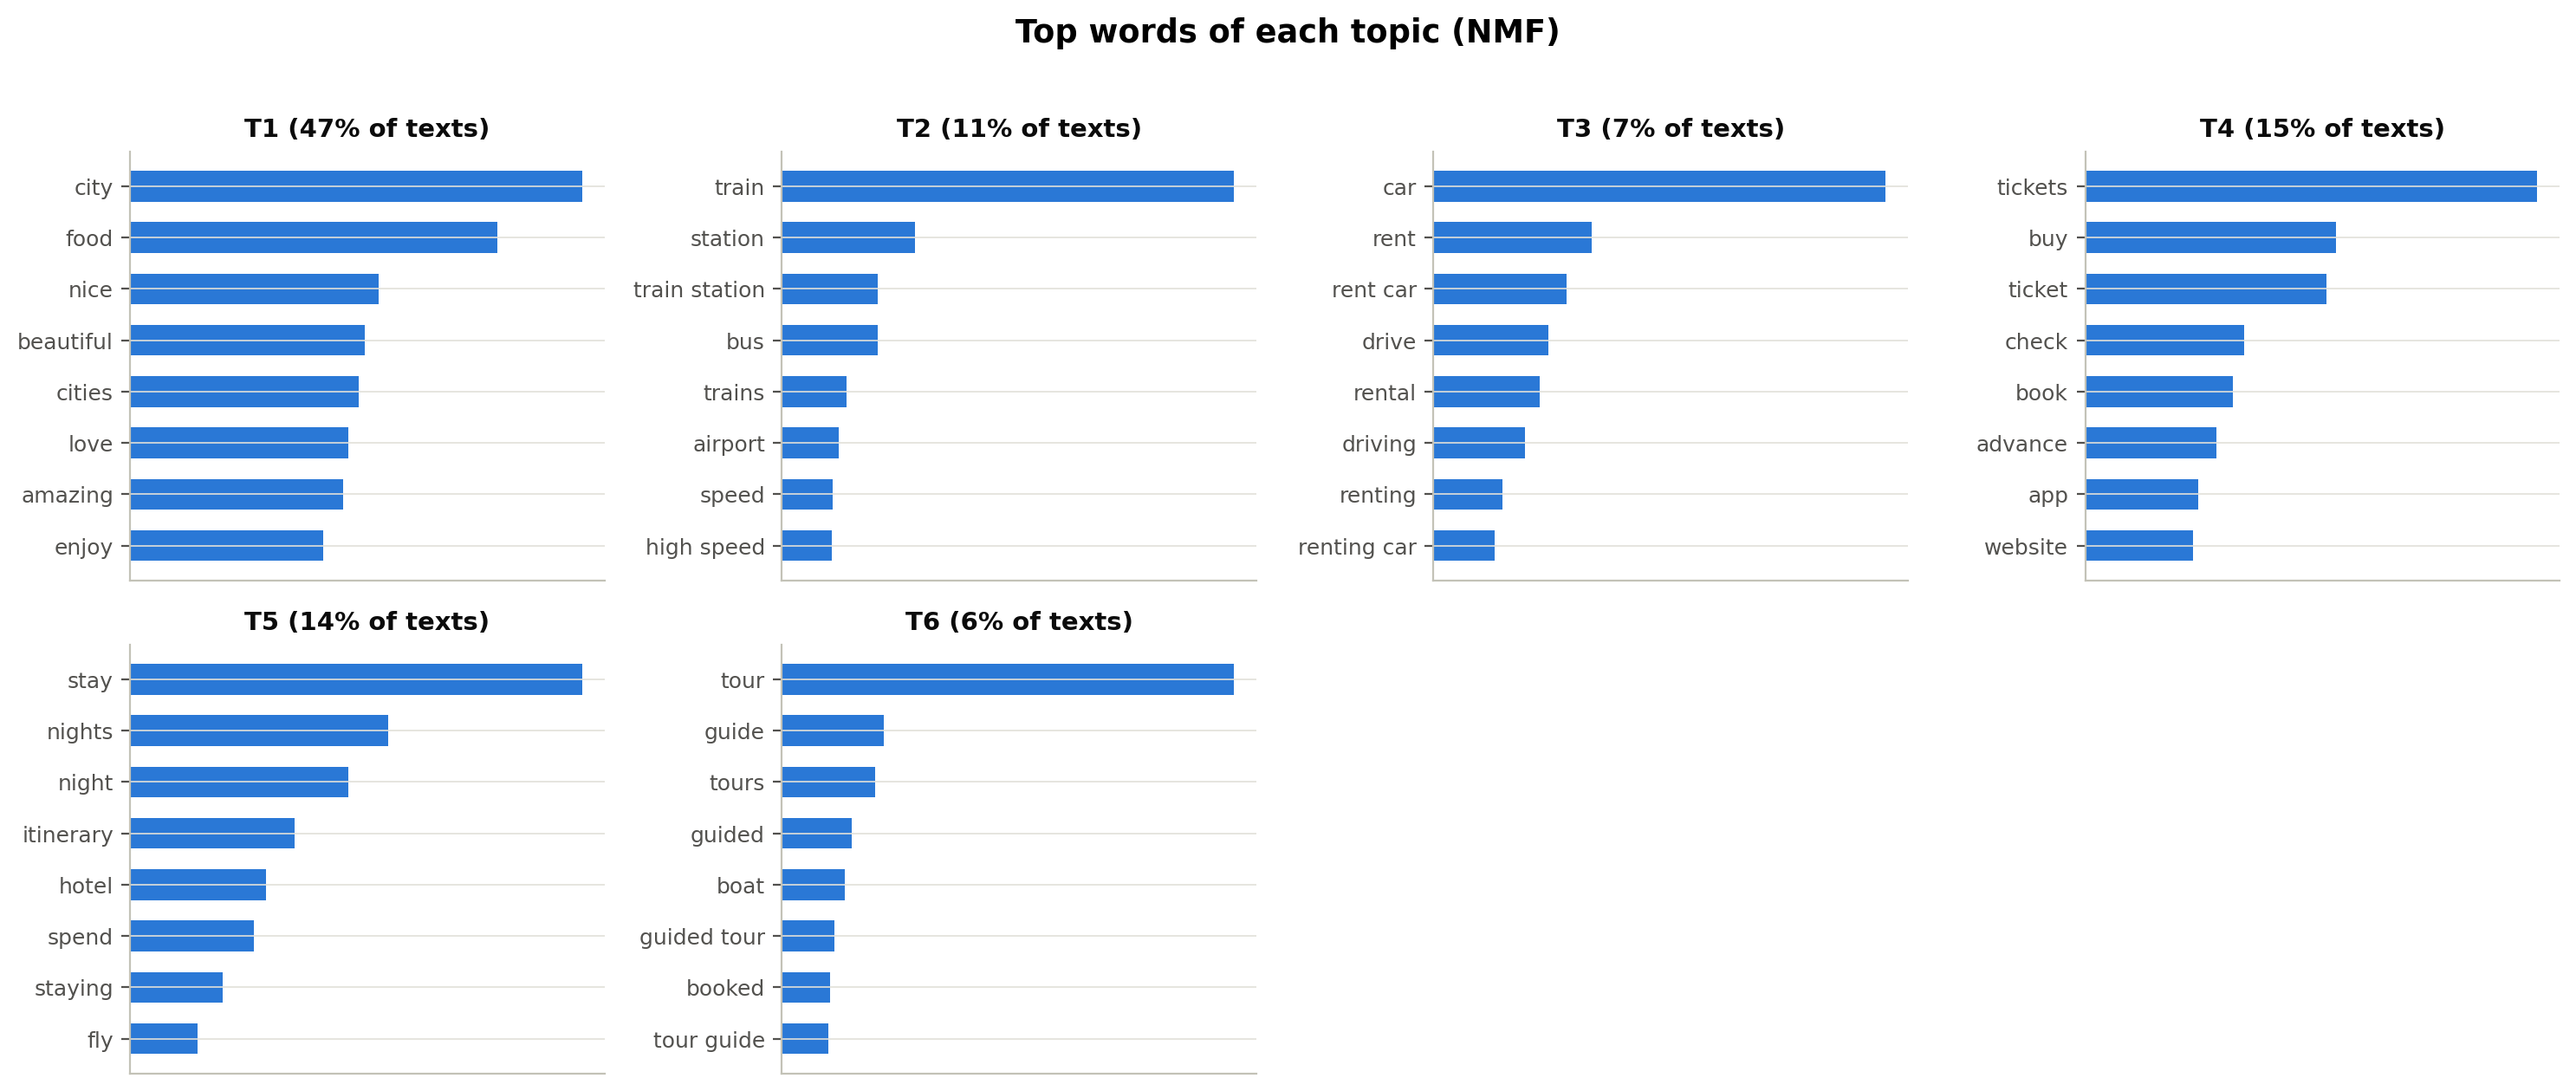 Top words of each topic (NMF)
T1 (47% of texts)
city
food
nice
beautiful
cities
love
amazing
enjoy
T2 (11% of texts)
train
station
train station
bus
trains
airport
speed
high speed
T3 (7% of texts)
car
rent
rent car
drive
rental
driving
renting
renting car
T4 (15% of texts)
tickets
buy
ticket
check
book
advance
app
website
T5 (14% of texts)
stay
nights
night
itinerary
hotel
spend
staying
fly
T6 (6% of texts)
tour
guide
tours
guided
boat
guided tour
booked
tour guide